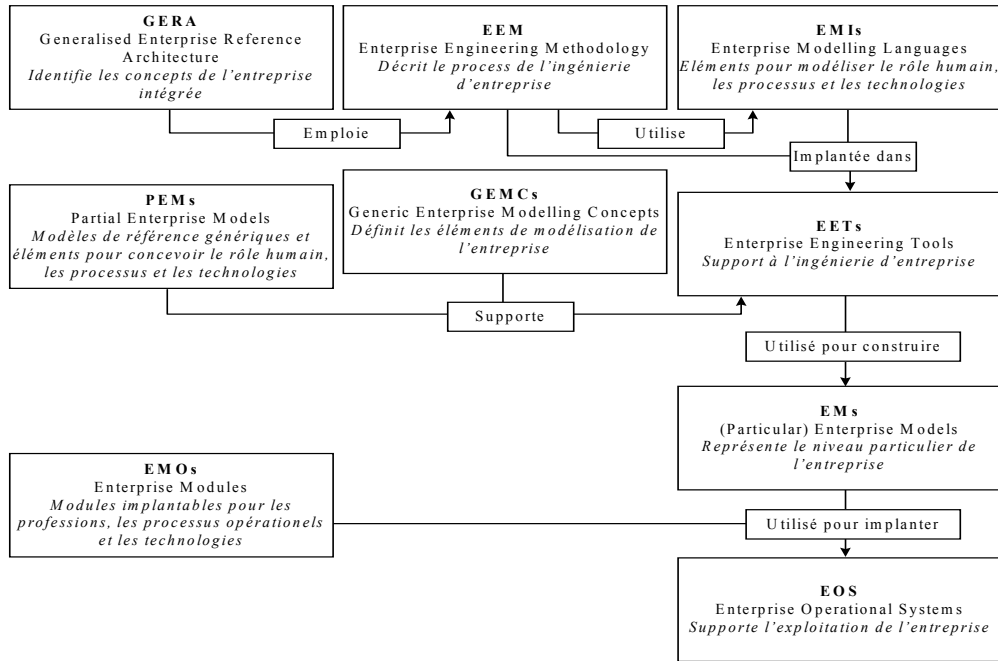 GERA
Generalised Enterprise Reference
Architecture
Identifie les concepts de l'entreprise
intégrée
EEM
Enterprise Engineering Methodology
Décrit le process de l'ingénierie
d'entreprise
EMIs
Enterprise Modelling Languages
Eléments pour modéliser le rôle humain,
les processus et les technologies
Emploie
Utilise
Implantée dans
PEMs
Partial Enterprise Models
Modèles de référence génériques et
éléments pour concevoir le rôle humain,
les processus et les technologies
GEMCs
Generic Enterprise Modelling Concepts
Définit les éléments de modélisation de
l'entreprise
EETs
Enterprise Engineering Tools
Support à l'ingénierie d'entreprise
Supporte
Utilisé pour construire
EMs
(Particular) Enterprise Models
Représente le niveau particulier de
l'entreprise
EMOs
Enterprise Modules
Modules implantables pour les
professions, les processus opérationels
et les technologies
Utilisé pour implanter
EOS
Enterprise Operational Systems
Supporte l'exploitation de l'entreprise